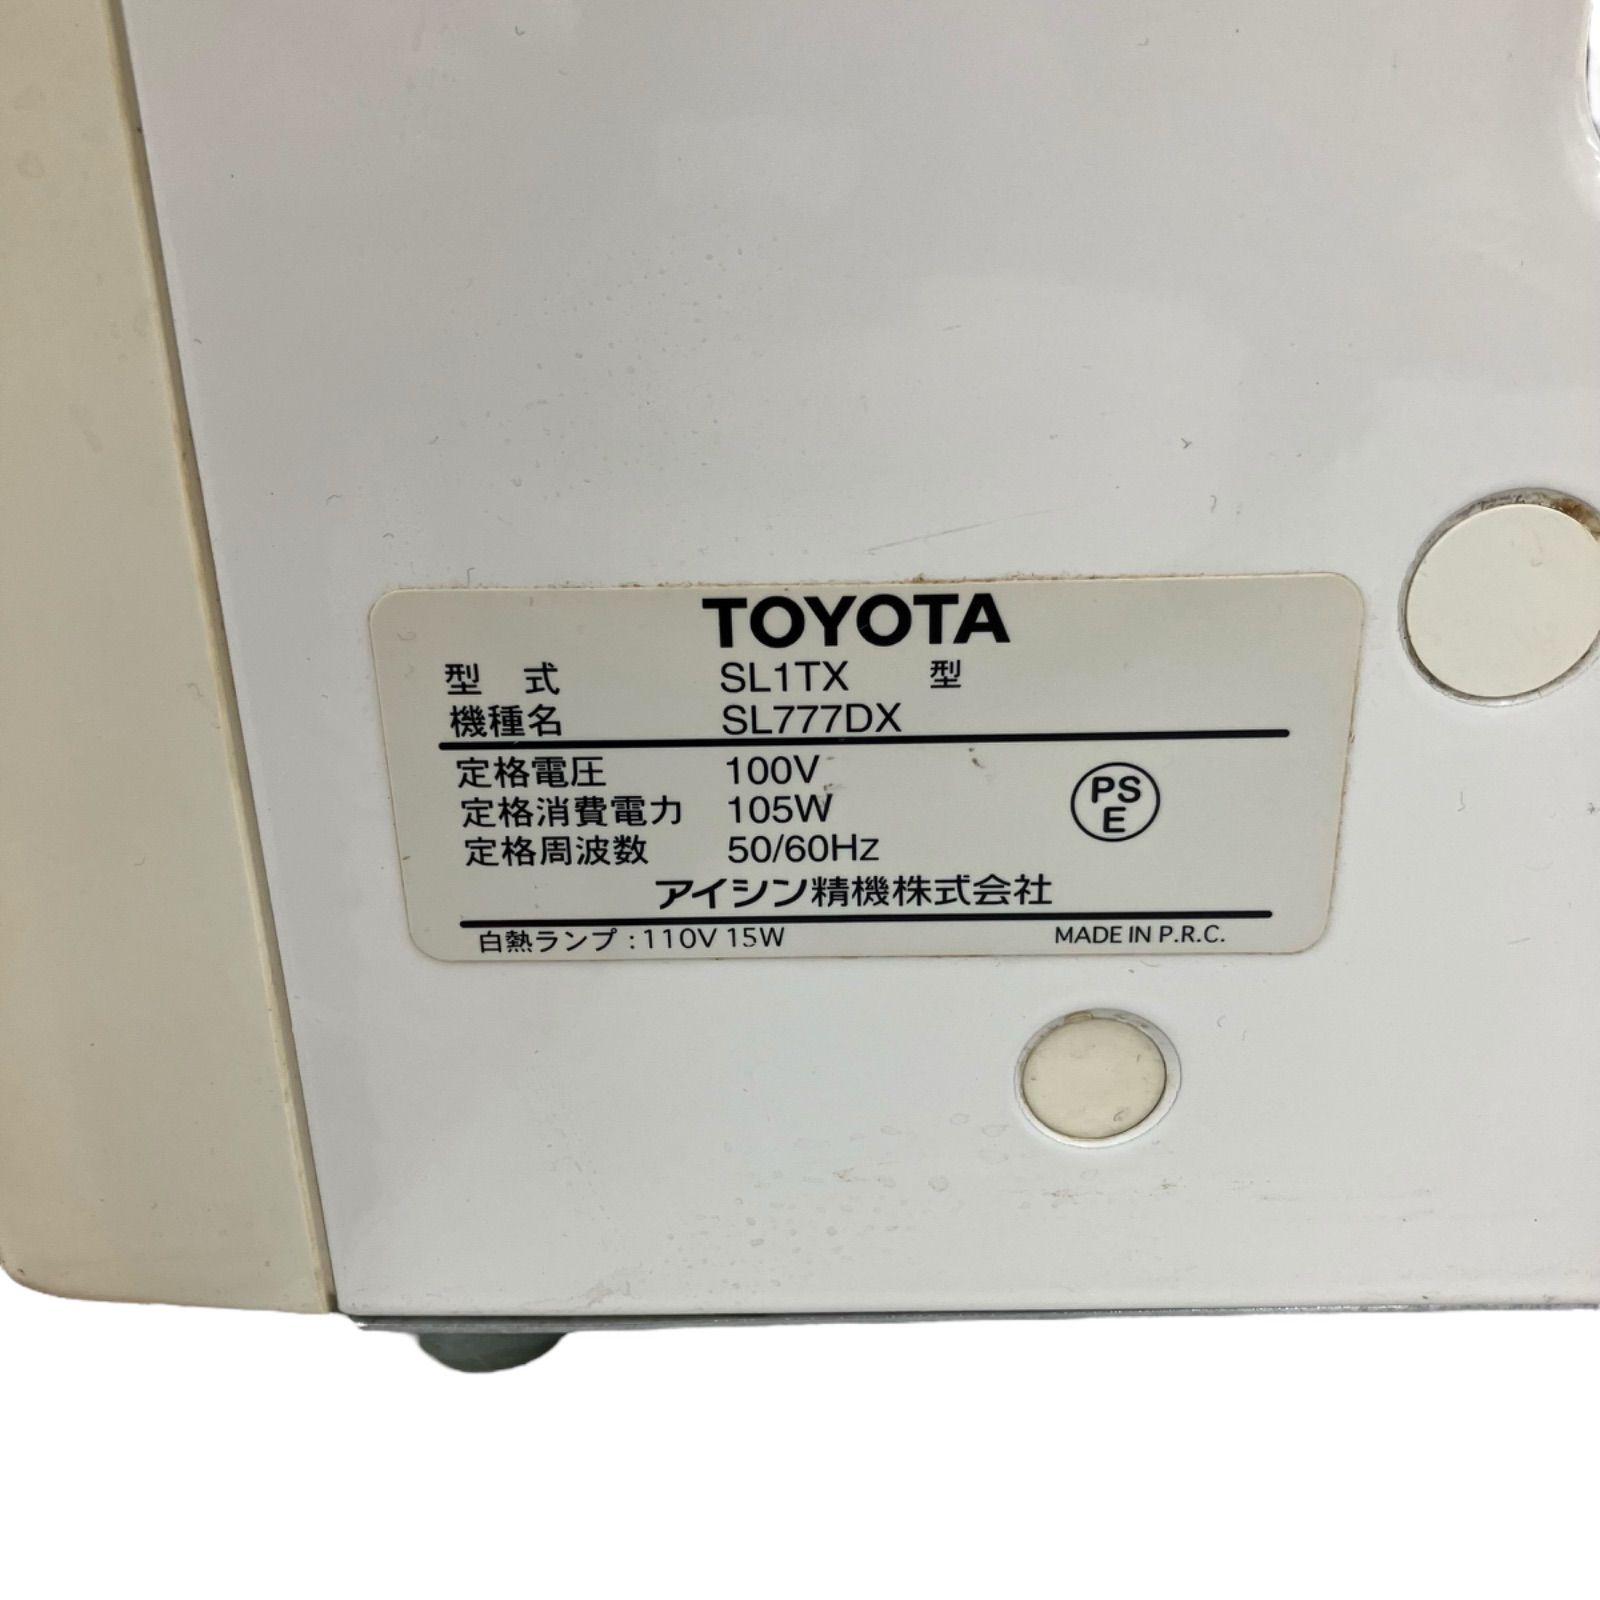 TOYOTA
型 式 SL1TX 型
機種名 SL777DX
定格電圧 100V
定格消費電力 105W
定格周波数 50/60Hz
PS
E
アイシン精機株式会社
白熱ランプ：110V 15W MADE IN P.R.C.